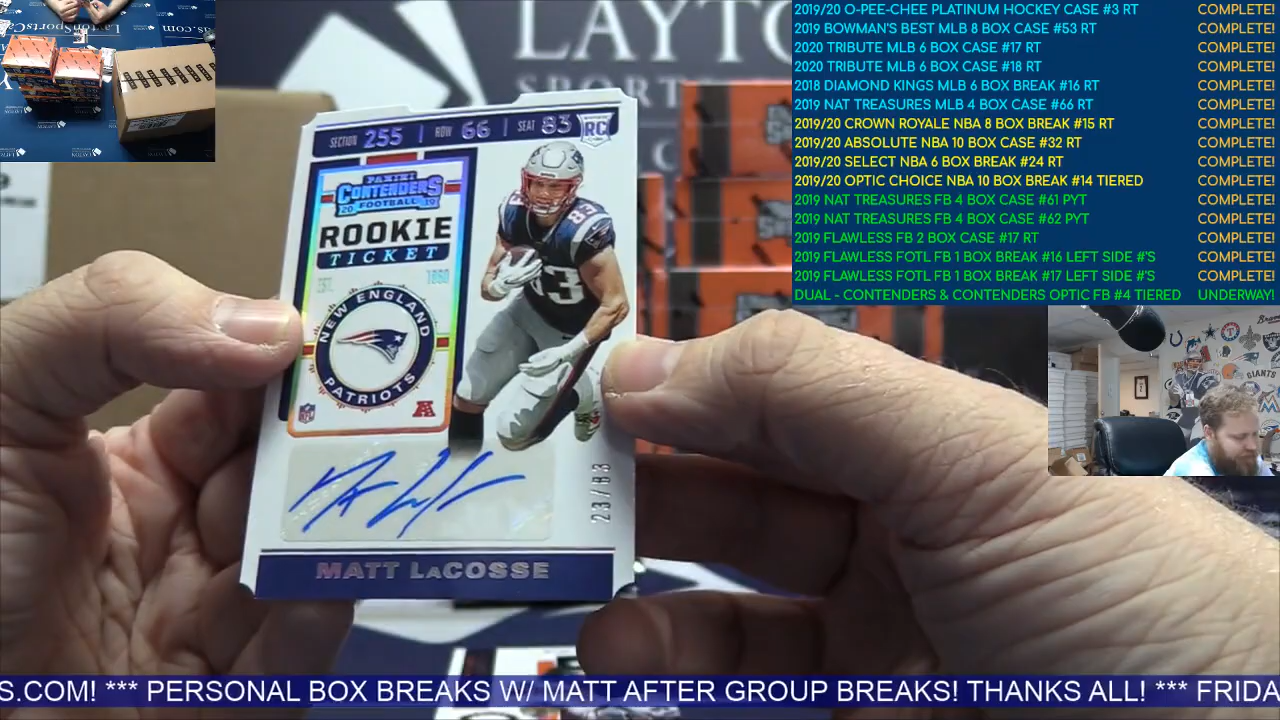 LAYTON
SPORTS
SECTION 255 | ROW 66 | SEAT 83
RC
PANINI
CONTENDERS
2019 FOOTBALL
ROOKIE
TICKET
EST. 1960
NEW ENGLAND
PATRIOTS
NFL
A
83
MATT LaCOSSE
23/83
2019/20 O-PEE-CHEE PLATINUM HOCKEY CASE #3 RT COMPLETE!
2019 BOWMAN'S BEST MLB 8 BOX CASE #53 RT COMPLETE!
2020 TRIBUTE MLB 6 BOX CASE #17 RT COMPLETE!
2020 TRIBUTE MLB 6 BOX CASE #18 RT COMPLETE!
2018 DIAMOND KINGS MLB 6 BOX BREAK #16 RT COMPLETE!
2019 NAT TREASURES MLB 4 BOX CASE #66 RT COMPLETE!
2019/20 CROWN ROYALE NBA 8 BOX BREAK #15 RT COMPLETE!
2019/20 ABSOLUTE NBA 10 BOX CASE #32 RT COMPLETE!
2019/20 SELECT NBA 6 BOX BREAK #24 RT COMPLETE!
2019/20 OPTIC CHOICE NBA 10 BOX BREAK #14 TIERED COMPLETE!
2019 NAT TREASURES FB 4 BOX CASE #61 PYT COMPLETE!
2019 NAT TREASURES FB 4 BOX CASE #62 PYT COMPLETE!
2019 FLAWLESS FB 2 BOX CASE #17 RT COMPLETE!
2019 FLAWLESS FOTL FB 1 BOX BREAK #16 LEFT SIDE #'S COMPLETE!
2019 FLAWLESS FOTL FB 1 BOX BREAK #17 LEFT SIDE #'S COMPLETE!
DUAL - CONTENDERS & CONTENDERS OPTIC FB #4 TIERED UNDERWAY!
GIANTS
S.COM! *** PERSONAL BOX BREAKS W/ MATT AFTER GROUP BREAKS! THANKS ALL! *** FRIDA